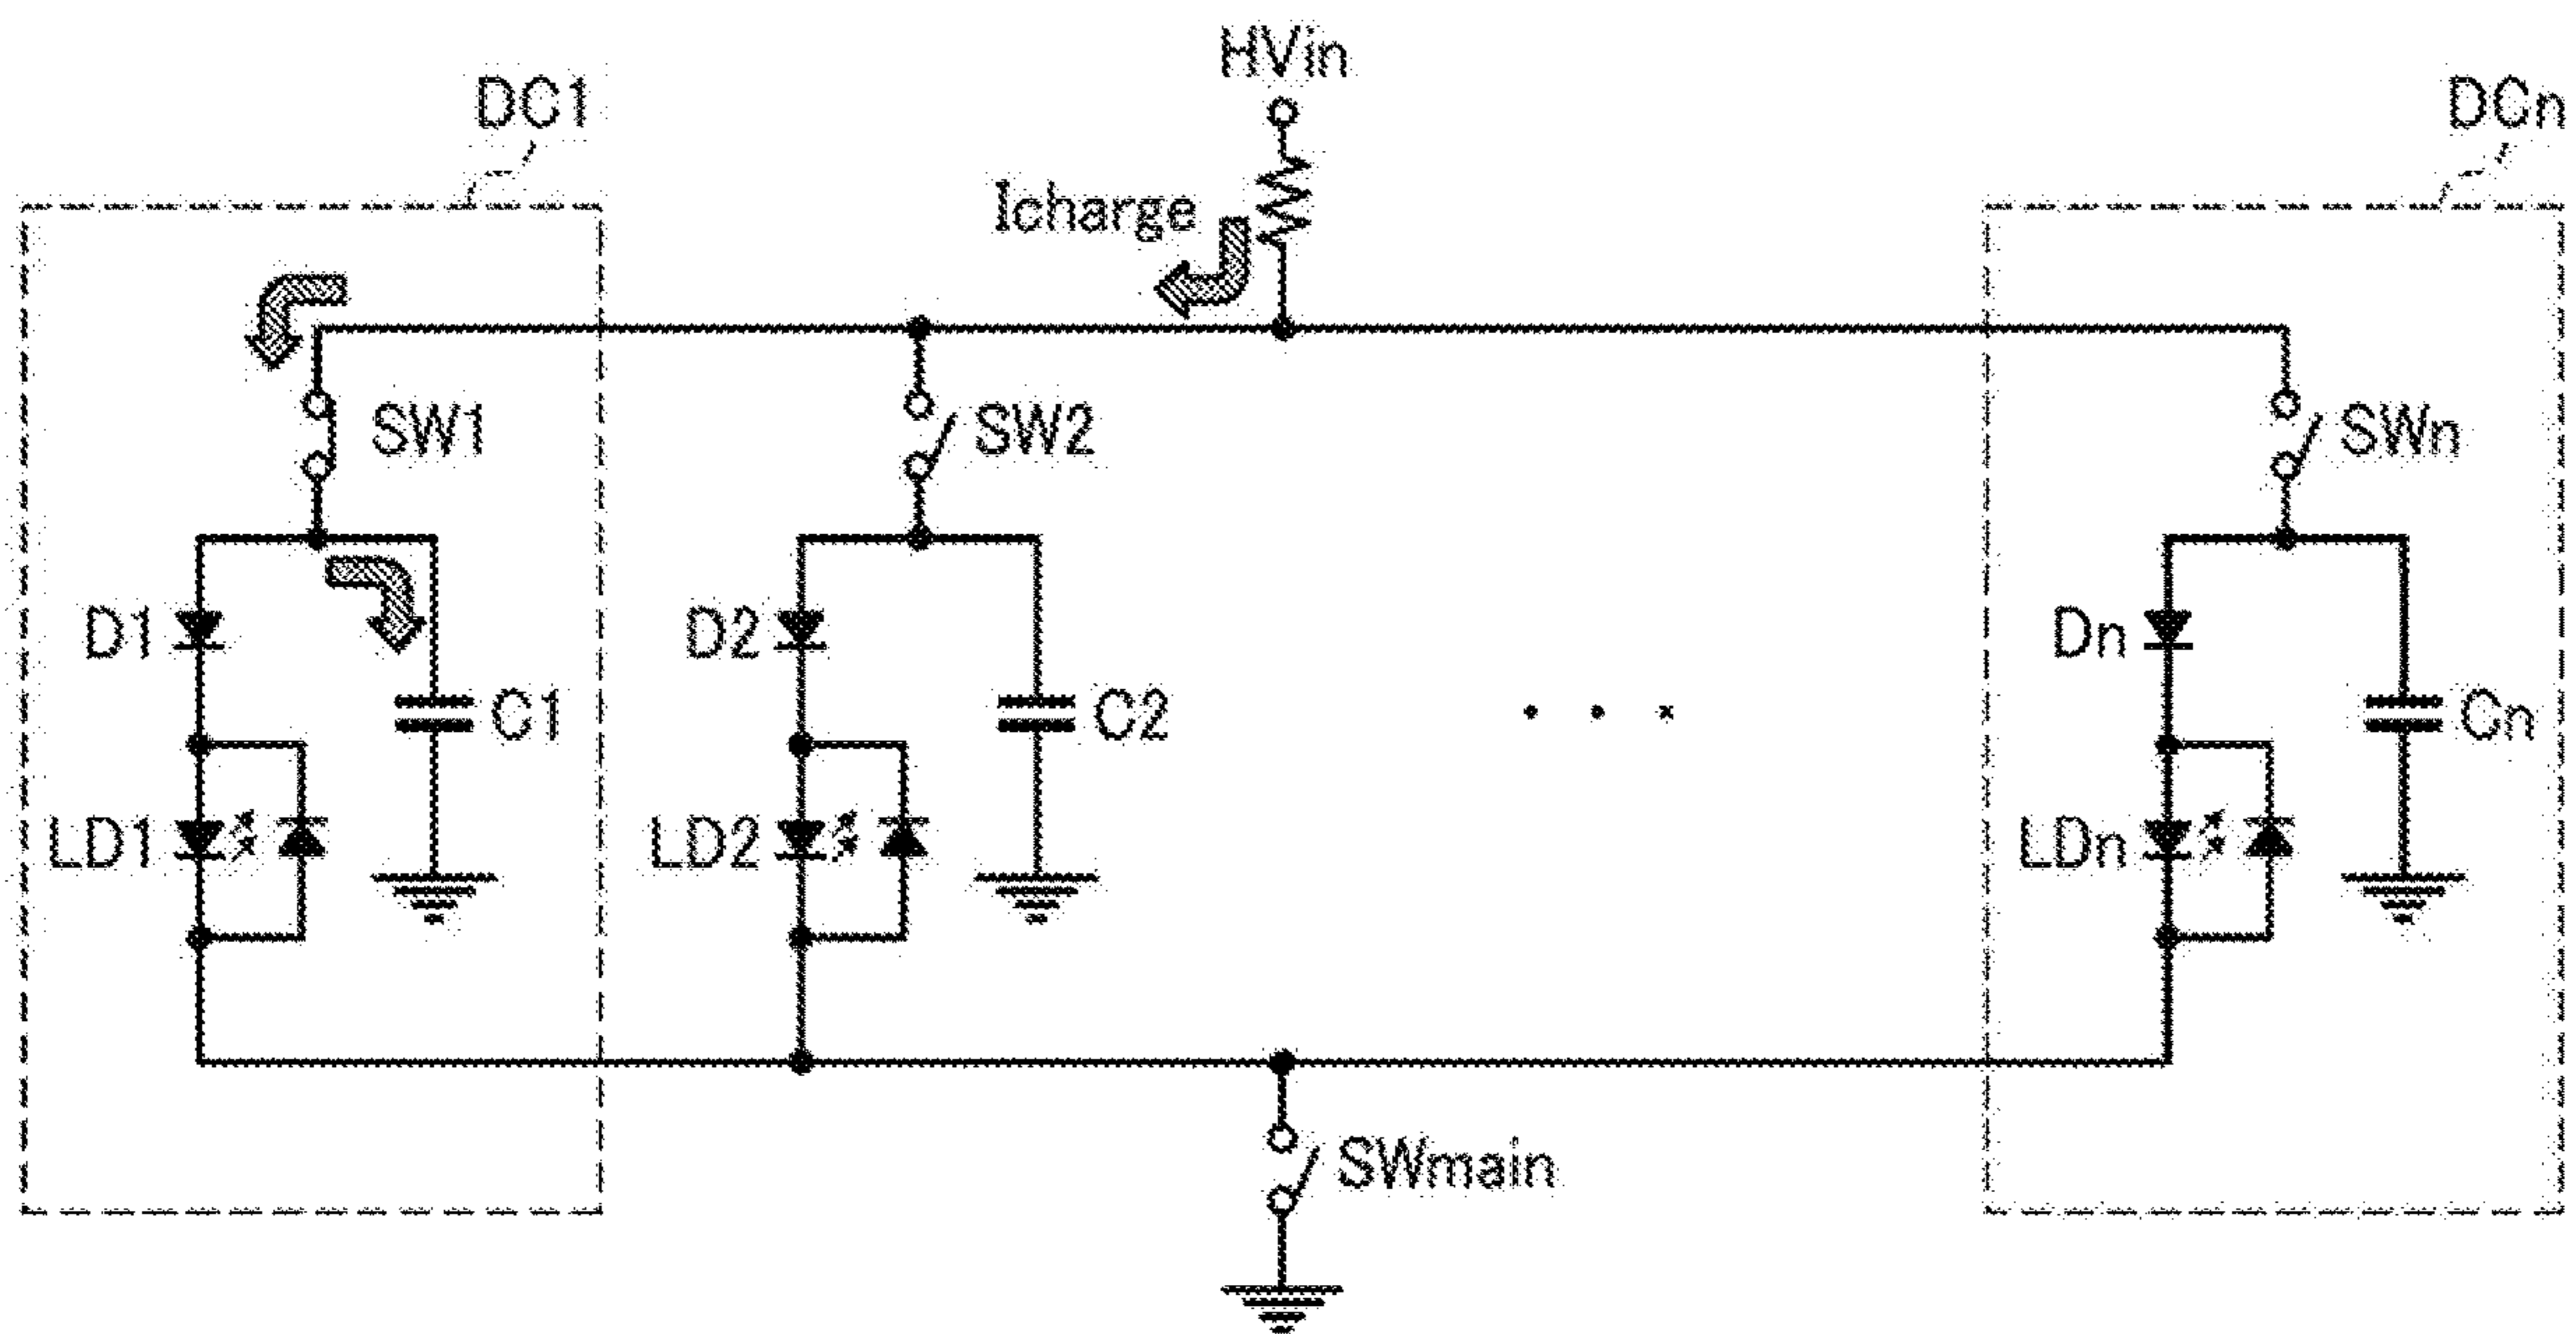 HVin
DC1
DCn
Icharge
SW1
SW2
SWn
D1
D2
Dn
C1
C2
Cn
LD1
LD2
LDn
SWmain